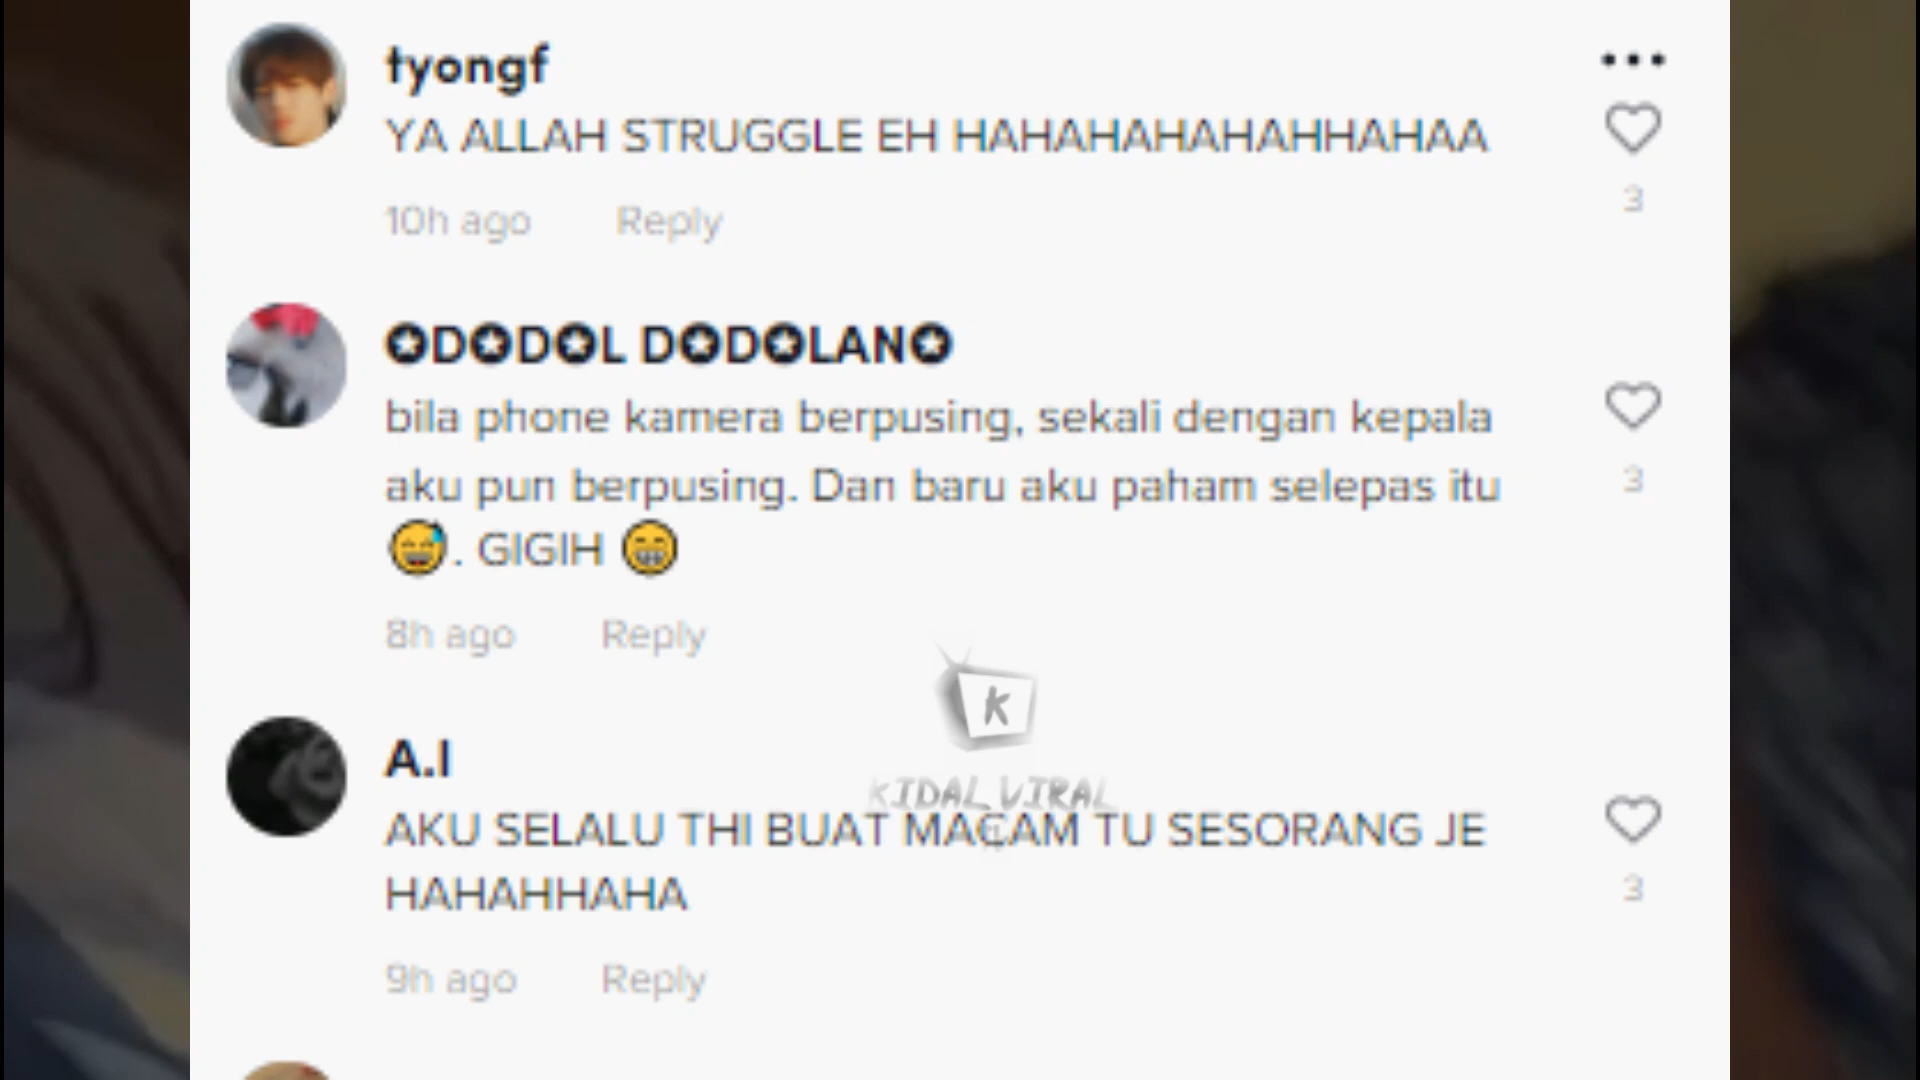 tyongf
YA ALLAH STRUGGLE EH HAHAHAHAHAHHAHAA
3
10h ago Reply
✪D✪D✪L D✪D✪LAN✪
bila phone kamera berpusing, sekali dengan kepala
aku pun berpusing. Dan baru aku paham selepas itu
3
😅. GIGIH 😁
8h ago Reply
K
A.I
KIDAL VIRAL
AKU SELALU THI BUAT MACAM TU SESORANG JE
HAHAHHAHA
3
9h ago Reply